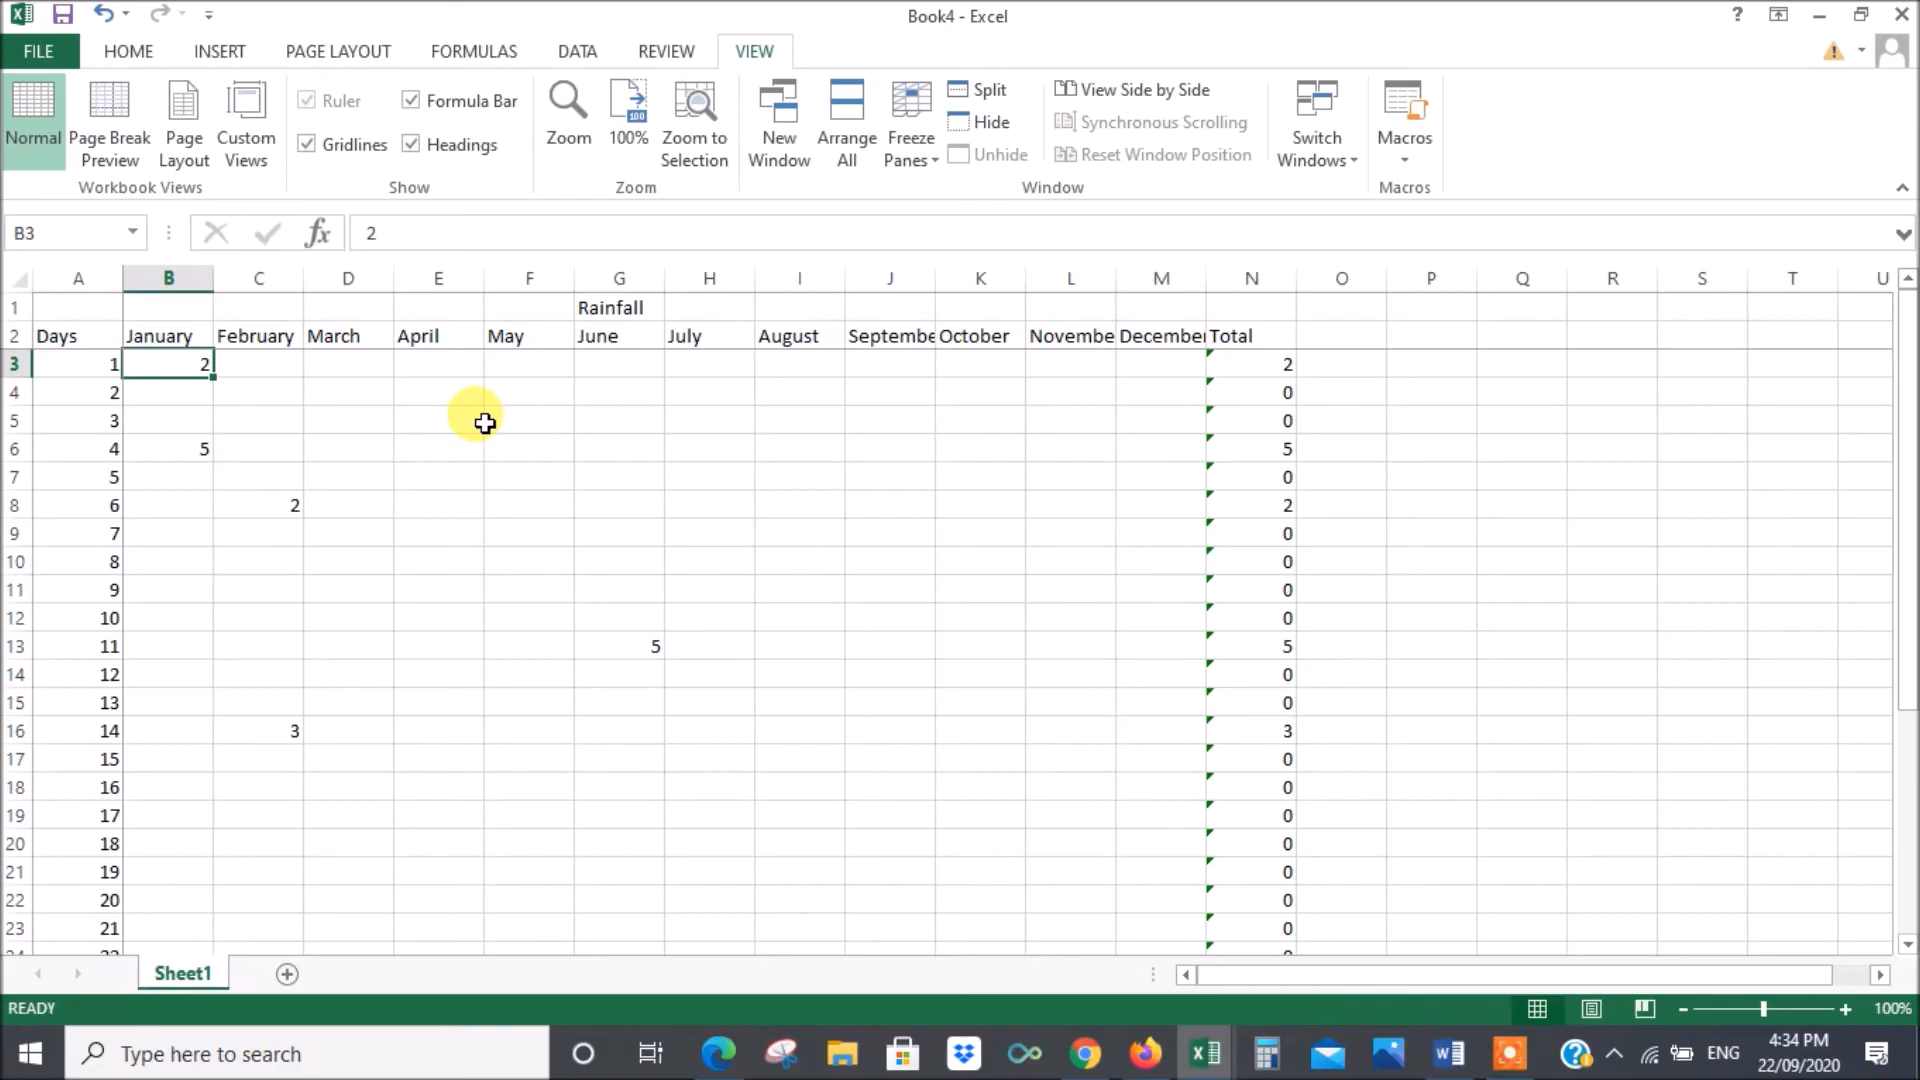 Book4 - Excel
FILE HOME INSERT PAGE LAYOUT FORMULAS DATA REVIEW VIEW
Normal Page Break Preview Page Layout Custom Views
Workbook Views
Ruler Formula Bar
Gridlines Headings
Show
Zoom 100 100% Zoom to Selection
Zoom
New Window Arrange All Freeze Panes
Split Hide Unhide
View Side by Side
Synchronous Scrolling
Reset Window Position
Switch Windows
Window
Macros
Macros
B3 fx 2
A B C D E F G H I J K L M N O P Q R S T U
1 Rainfall
2 Days January February March April May June July August Septembe October Novembe December Total
3 1 2 2
4 2 0
5 3 0
6 4 5 5
7 5 0
8 6 2 2
9 7 0
10 8 0
11 9 0
12 10 0
13 11 5 5
14 12 0
15 13 0
16 14 3 3
17 15 0
18 16 0
19 17 0
20 18 0
21 19 0
22 20 0
23 21 0
Sheet1
READY 100%
Type here to search
ENG
4:34 PM
22/09/2020